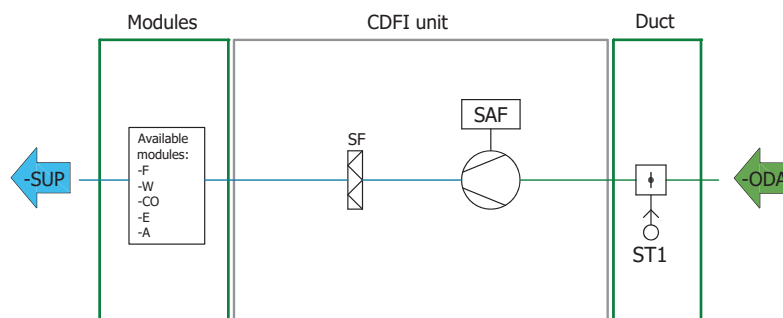 Modules
CDFI unit
Duct
SAF
SF
Available
modules:
-F
-W
-CO
-E
-A
-SUP
-ODA
ST1